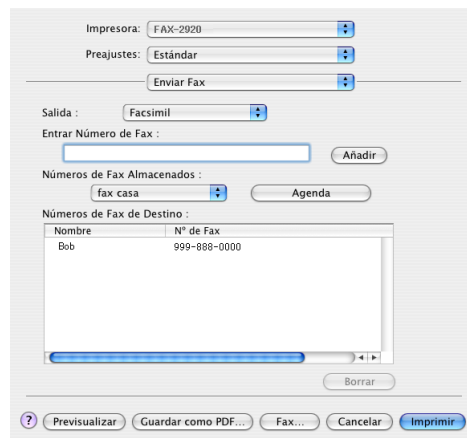 Impresora: FAX-2920
Preajustes: Estándar
Enviar Fax
Salida : Facsimil
Entrar Número de Fax :
Añadir
Números de Fax Almacenados :
fax casa Agenda
Números de Fax de Destino :
Nombre Nº de Fax
Bob 999-888-0000
Borrar
? Previsualizar Guardar como PDF... Fax... Cancelar Imprimir